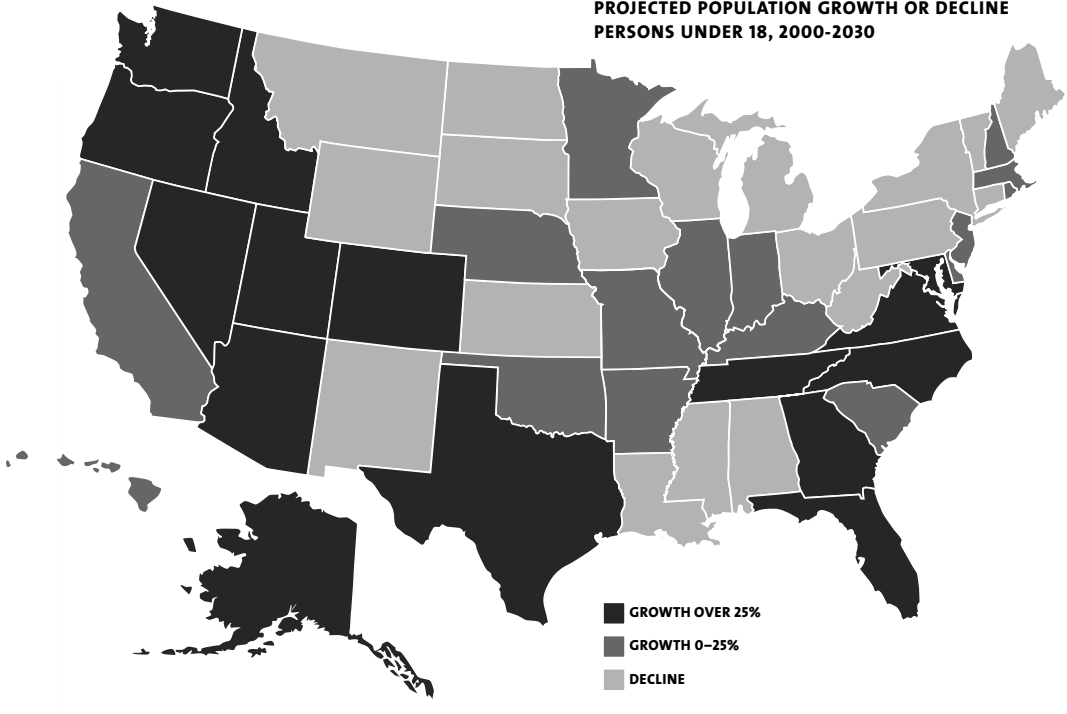 PROJECTED POPULATION GROWTH OR DECLINE
PERSONS UNDER 18, 2000-2030
GROWTH OVER 25%
GROWTH 0–25%
DECLINE